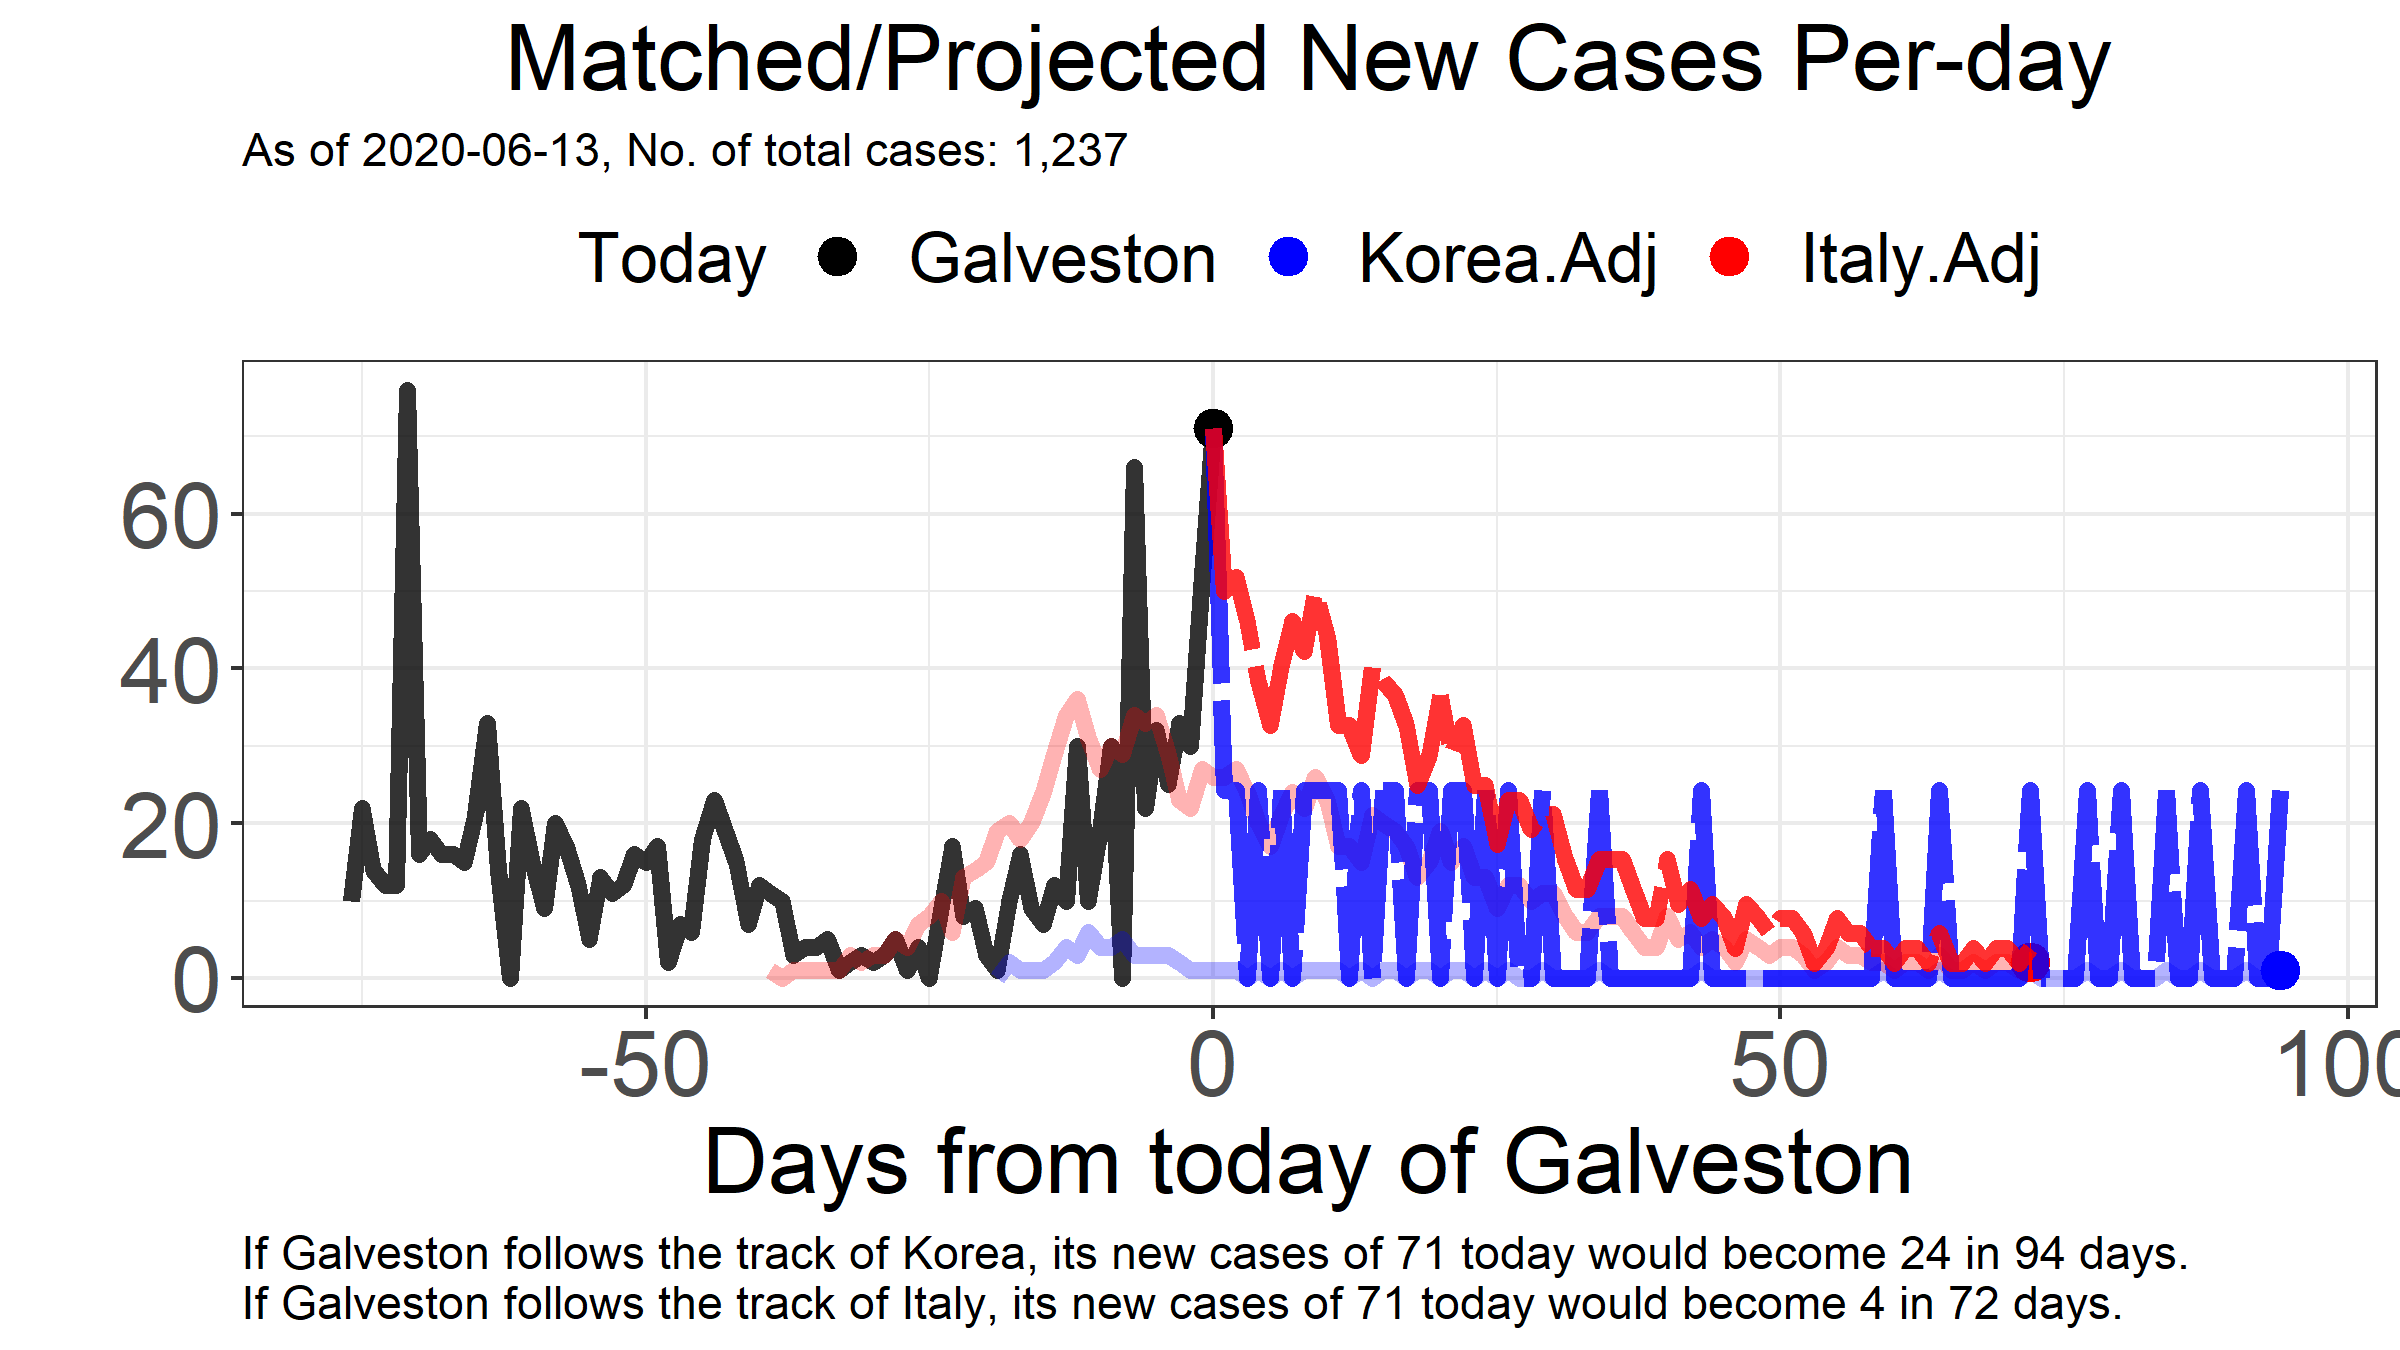 Matched/Projected New Cases Per-day
As of 2020-06-13, No. of total cases: 1,237
Today Galveston Korea.Adj Italy.Adj
60
40
20
0
-50 0 50 100
Days from today of Galveston
If Galveston follows the track of Korea, its new cases of 71 today would become 24 in 94 days.
If Galveston follows the track of Italy, its new cases of 71 today would become 4 in 72 days.